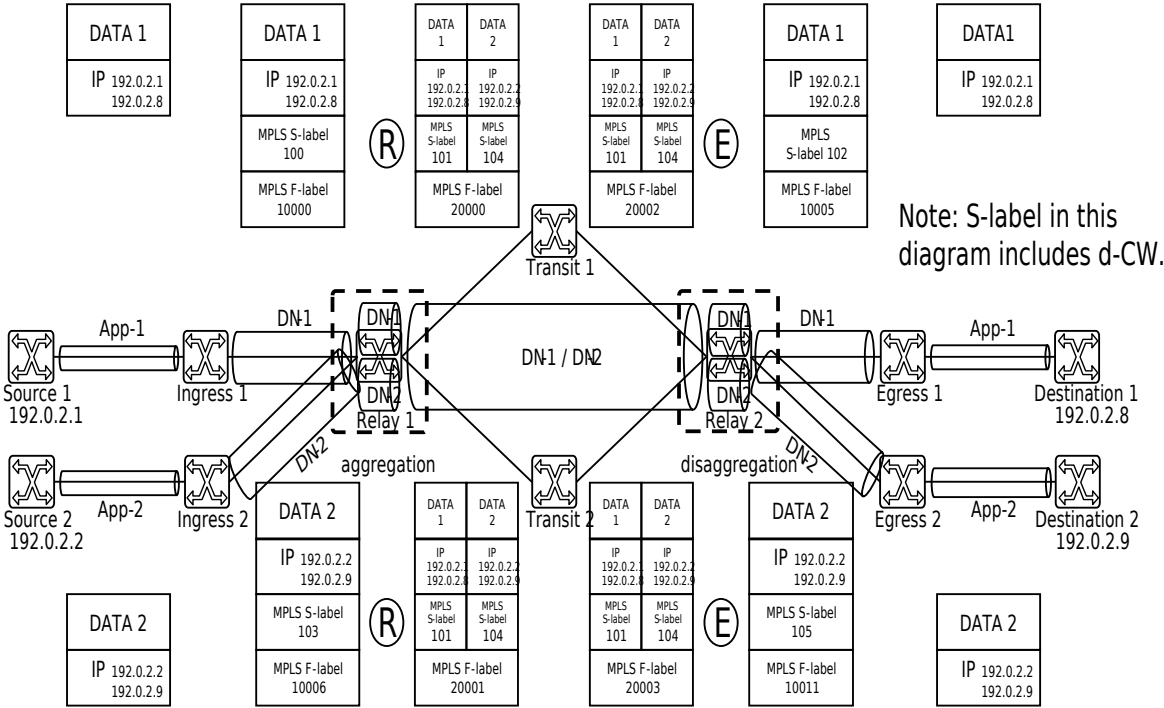 DATA 1
IP 192.0.2.1
192.0.2.8
DATA 1
IP 192.0.2.1
192.0.2.8
MPLS S-label
100
MPLS F-label
10000
R
DATA
1
DATA
2
IP
192.0.2.1
192.0.2.8
IP
192.0.2.2
192.0.2.9
MPLS
S-label
101
MPLS
S-label
104
MPLS F-label
20000
DATA
1
DATA
2
IP
192.0.2.1
192.0.2.8
IP
192.0.2.2
192.0.2.9
MPLS
S-label
101
MPLS
S-label
104
MPLS F-label
20002
E
DATA 1
IP 192.0.2.1
192.0.2.8
MPLS
S-label 102
MPLS F-label
10005
DATA1
IP 192.0.2.1
192.0.2.8
Note: S-label in this
diagram includes d-CW.
Transit 1
App-1
DN-1
DN-1
DN-1 / DN-2
DN-1
DN-1
App-1
Source 1
192.0.2.1
Ingress 1
DN-2
Relay 1
DN-2
Relay 2
Egress 1
Destination 1
192.0.2.8
DN-2
aggregation
disaggregation
DN-2
App-2
Source 2
192.0.2.2
Ingress 2
Transit 2
Egress 2
App-2
Destination 2
192.0.2.9
DATA 2
IP 192.0.2.2
192.0.2.9
DATA 2
IP 192.0.2.2
192.0.2.9
MPLS S-label
103
MPLS F-label
10006
R
DATA
1
DATA
2
IP
192.0.2.1
192.0.2.8
IP
192.0.2.2
192.0.2.9
MPLS
S-label
101
MPLS
S-label
104
MPLS F-label
20001
DATA
1
DATA
2
IP
192.0.2.1
192.0.2.8
IP
192.0.2.2
192.0.2.9
MPLS
S-label
101
MPLS
S-label
104
MPLS F-label
20003
E
DATA 2
IP 192.0.2.2
192.0.2.9
MPLS S-label
105
MPLS F-label
10011
DATA 2
IP 192.0.2.2
192.0.2.9